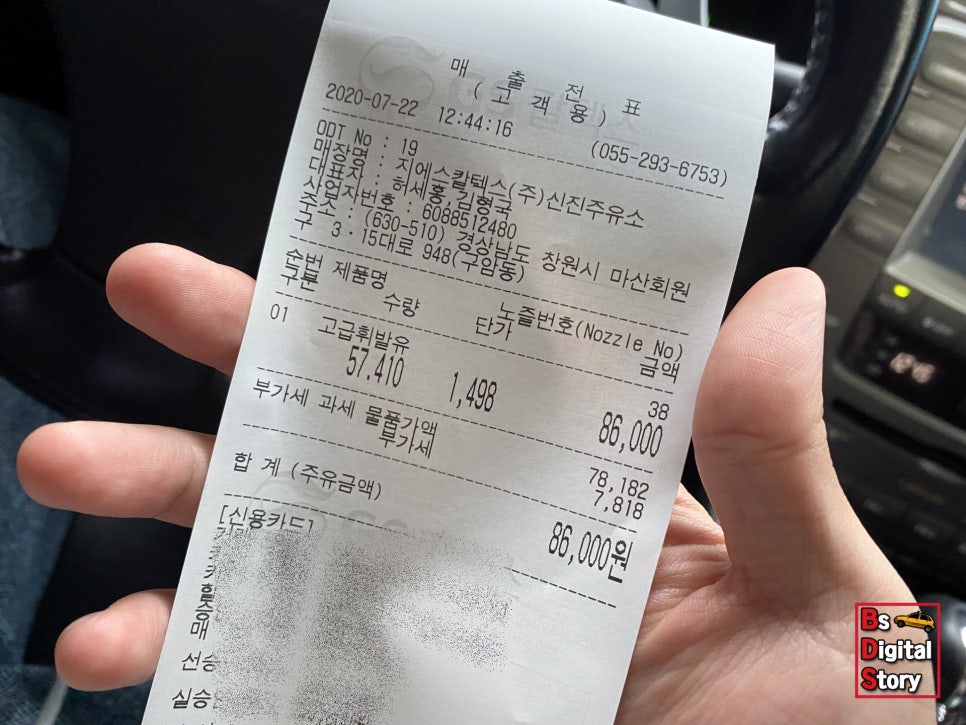 매 출 전 표
( 고 객 용 )
2020-07-22 12:44:16
(055-293-6753)
ODT No : 19
매장명 : 지에스칼텍스(주)신진주유소
대표자 : 허세홍,김형국
사업자번호 : 6088512480
주소 : (630-510) 경상남도 창원시 마산회원
구 3·15대로 948(구암동)
순번 제품명 노즐번호(Nozzle No)
구분 수량 단가 금액
01 고급휘발유 38
57.410 1,498 86,000
부가세 과세 물품가액 78,182
부가세 7,818
합 계 (주유금액) 86,000원
[신용카드]
매
선승
실승
Bs
Digital
Story